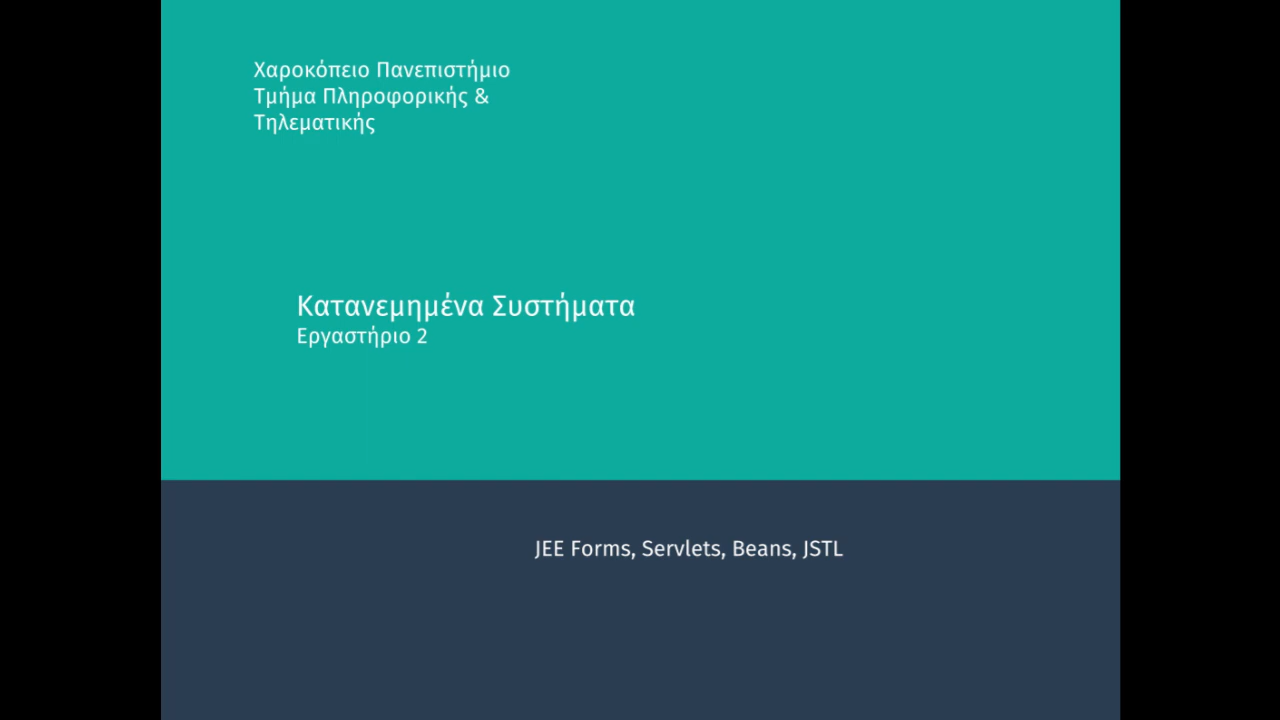 Χαροκόπειο Πανεπιστήμιο
Τμήμα Πληροφορικής &
Τηλεματικής
Κατανεμημένα Συστήματα
Εργαστήριο 2
JEE Forms, Servlets, Beans, JSTL